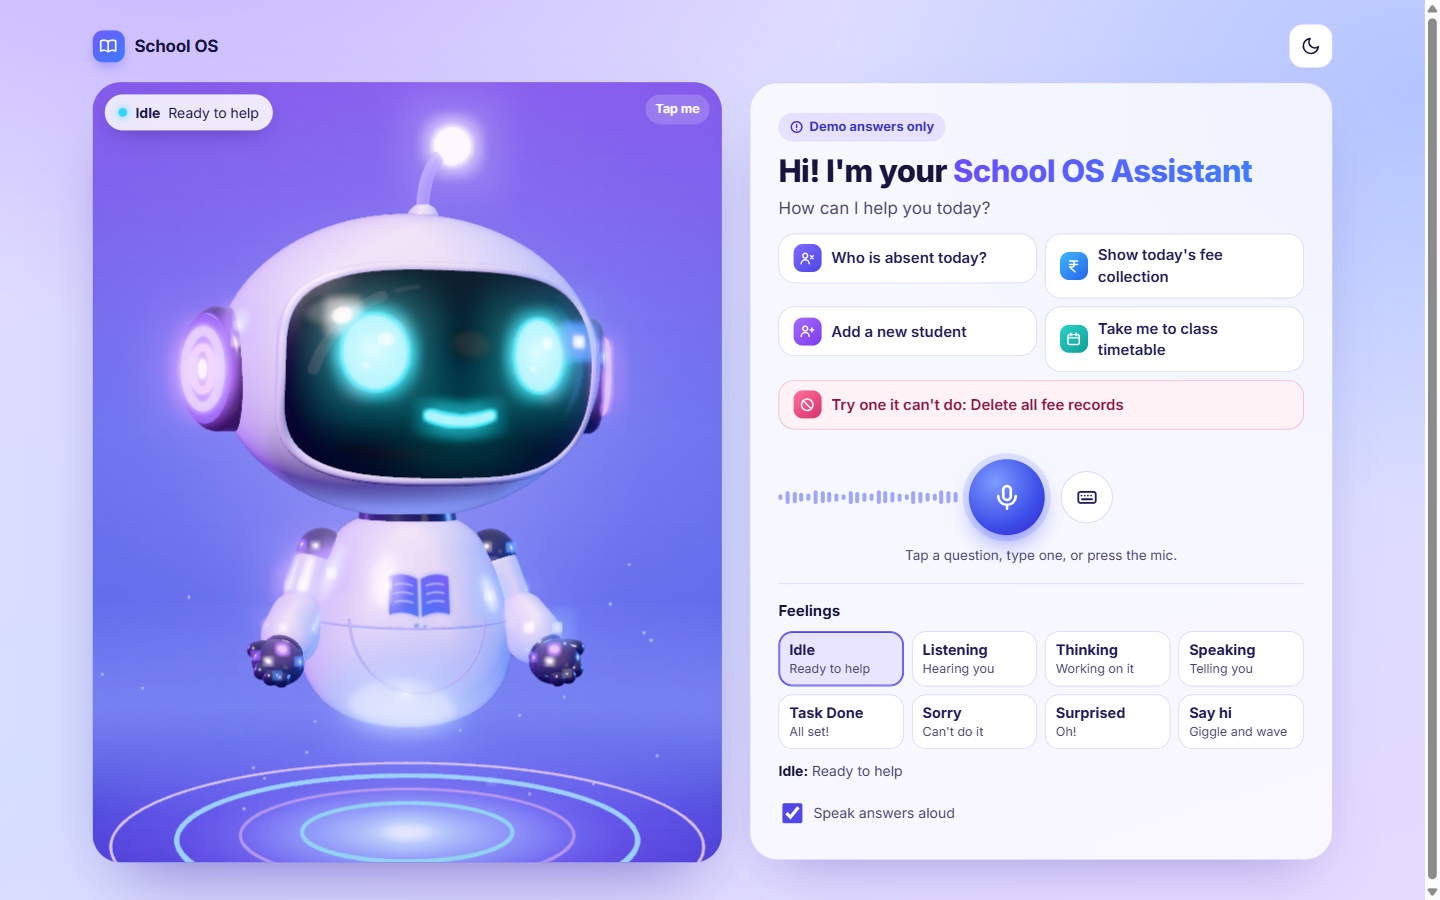 School OS
Idle Ready to help
Tap me
Demo answers only
Hi! I'm your School OS Assistant
How can I help you today?
Who is absent today?
Show today's fee
collection
Add a new student
Take me to class
timetable
Try one it can't do: Delete all fee records
Tap a question, type one, or press the mic.
Feelings
Idle
Ready to help
Listening
Hearing you
Thinking
Working on it
Speaking
Telling you
Task Done
All set!
Sorry
Can't do it
Surprised
Oh!
Say hi
Giggle and wave
Idle: Ready to help
Speak answers aloud